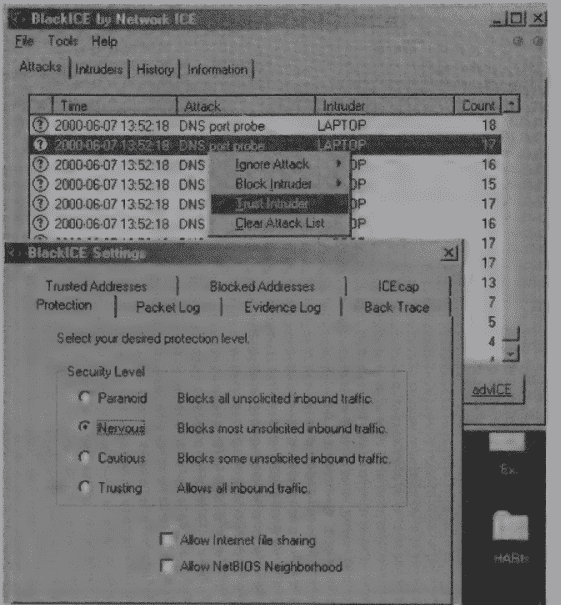 BlackICE by Network ICE
File Tools Help
Attacks Intruders History Information
Time Attack Intruder Count
2000-06-07 13:52:18 DNS port probe LAPTOP 18
2000-06-07 13:52:18 DNS port probe LAPTOP 17
2000-06-07 13:52:18 DNS Ignore Attack 16
2000-06-07 13:52:18 DNS Block Intruder 15
2000-06-07 13:52:18 DNS Trust Intruder 17
2000-06-07 13:52:18 DNS Clear Attack List 16
17
17
13
7
5
4
advICE
BlackICE Settings
Trusted Addresses Blocked Addresses ICEcap
Protection Packet Log Evidence Log Back Trace
Select your desired protection level.
Security Level
Paranoid Blocks all unsolicited inbound traffic.
Nervous Blocks most unsolicited inbound traffic.
Cautious Blocks some unsolicited inbound traffic.
Trusting Allows all inbound traffic.
Allow Internet file sharing
Allow NetBIOS Neighborhood
Ex.